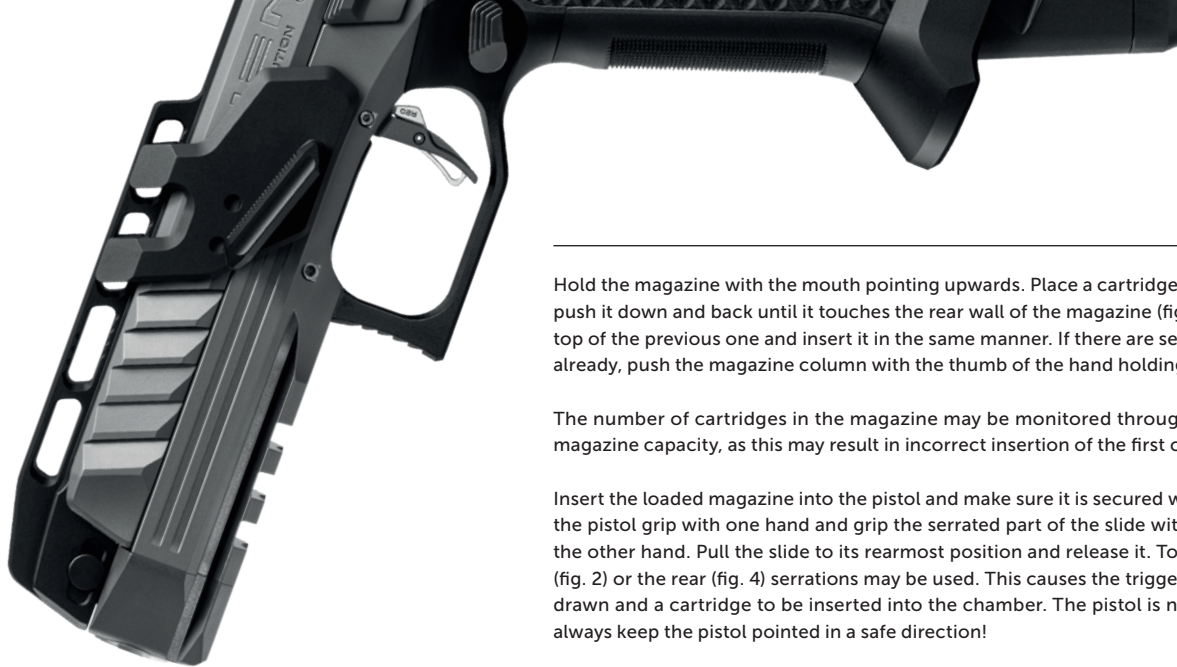 Hold the magazine with the mouth pointing upwards. Place a cartridge
push it down and back until it touches the rear wall of the magazine (fig
top of the previous one and insert it in the same manner. If there are se
already, push the magazine column with the thumb of the hand holding
The number of cartridges in the magazine may be monitored throug
magazine capacity, as this may result in incorrect insertion of the first c
Insert the loaded magazine into the pistol and make sure it is secured w
the pistol grip with one hand and grip the serrated part of the slide wit
the other hand. Pull the slide to its rearmost position and release it. To
(fig. 2) or the rear (fig. 4) serrations may be used. This causes the trigge
drawn and a cartridge to be inserted into the chamber. The pistol is n
always keep the pistol pointed in a safe direction!